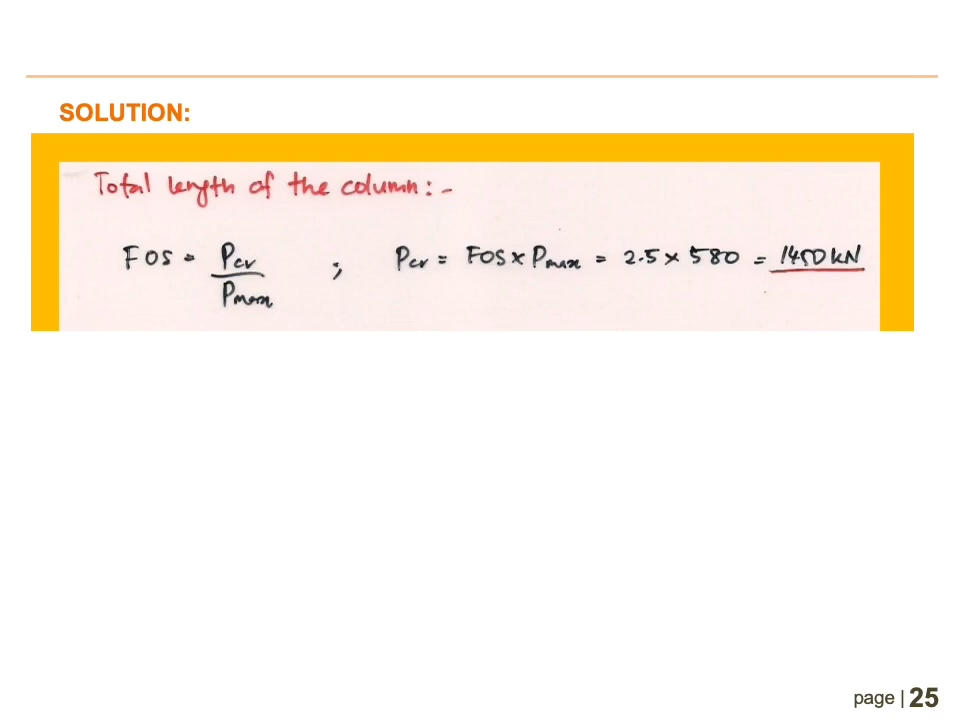 SOLUTION:
Total length of the column:-
FOS = Pcr / Pmax ; Pcr = FOS x Pmax = 2.5 x 580 = 1450 kN
page | 25